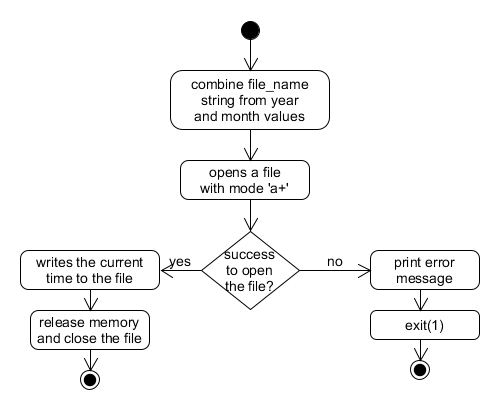 combine file_name
string from year
and month values
opens a file
with mode 'a+'
success
to open
the file?
yes
no
writes the current
time to the file
print error
message
release memory
and close the file
exit(1)